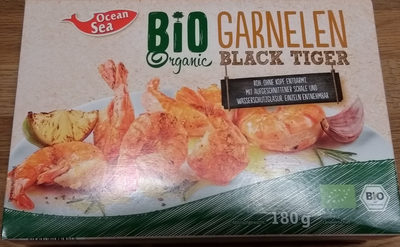 Ocean
Sea
BiO
Organic
GARNELEN
BLACK TIGER
ROH, OHNE KOPF, ENTDARMT,
MIT AUFGESCHNITTENER SCHALE UND
WASSERSCHUTZGLASUR, EINZELN ENTNEHMBAR
BIO
180g